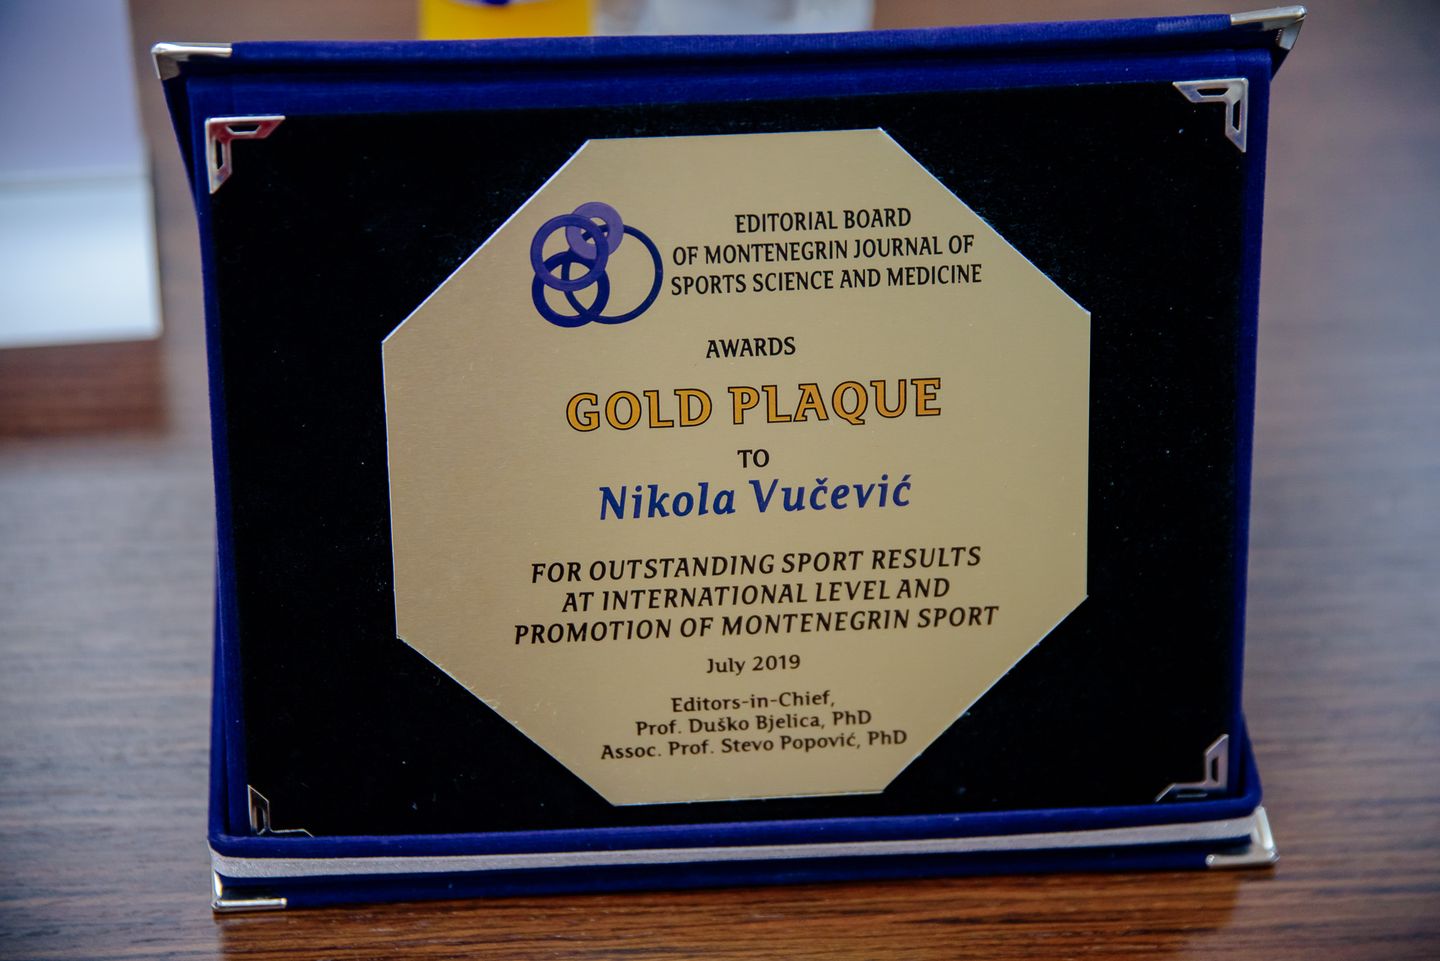 EDITORIAL BOARD
OF MONTENEGRIN JOURNAL OF
SPORTS SCIENCE AND MEDICINE
AWARDS
GOLD PLAQUE
TO
Nikola Vučević
FOR OUTSTANDING SPORT RESULTS
AT INTERNATIONAL LEVEL AND
PROMOTION OF MONTENEGRIN SPORT
July 2019
Editors-in-Chief,
Prof. Duško Bjelica, PhD
Assoc. Prof. Stevo Popović, PhD